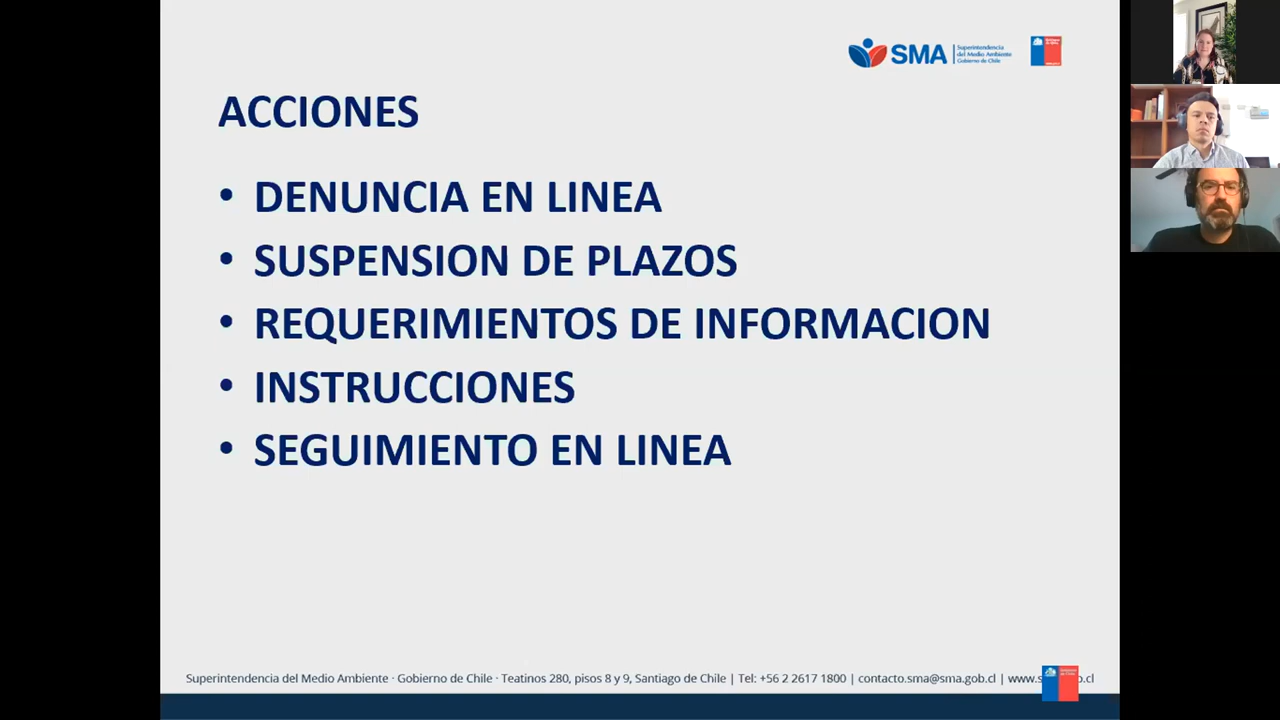 SMA
Superintendencia
del Medio Ambiente
Gobierno de Chile
ACCIONES
• DENUNCIA EN LINEA
• SUSPENSION DE PLAZOS
• REQUERIMIENTOS DE INFORMACION
• INSTRUCCIONES
• SEGUIMIENTO EN LINEA
Superintendencia del Medio Ambiente · Gobierno de Chile · Teatinos 280, pisos 8 y 9, Santiago de Chile | Tel: +56 2 2617 1800 | contacto.sma@sma.gob.cl |